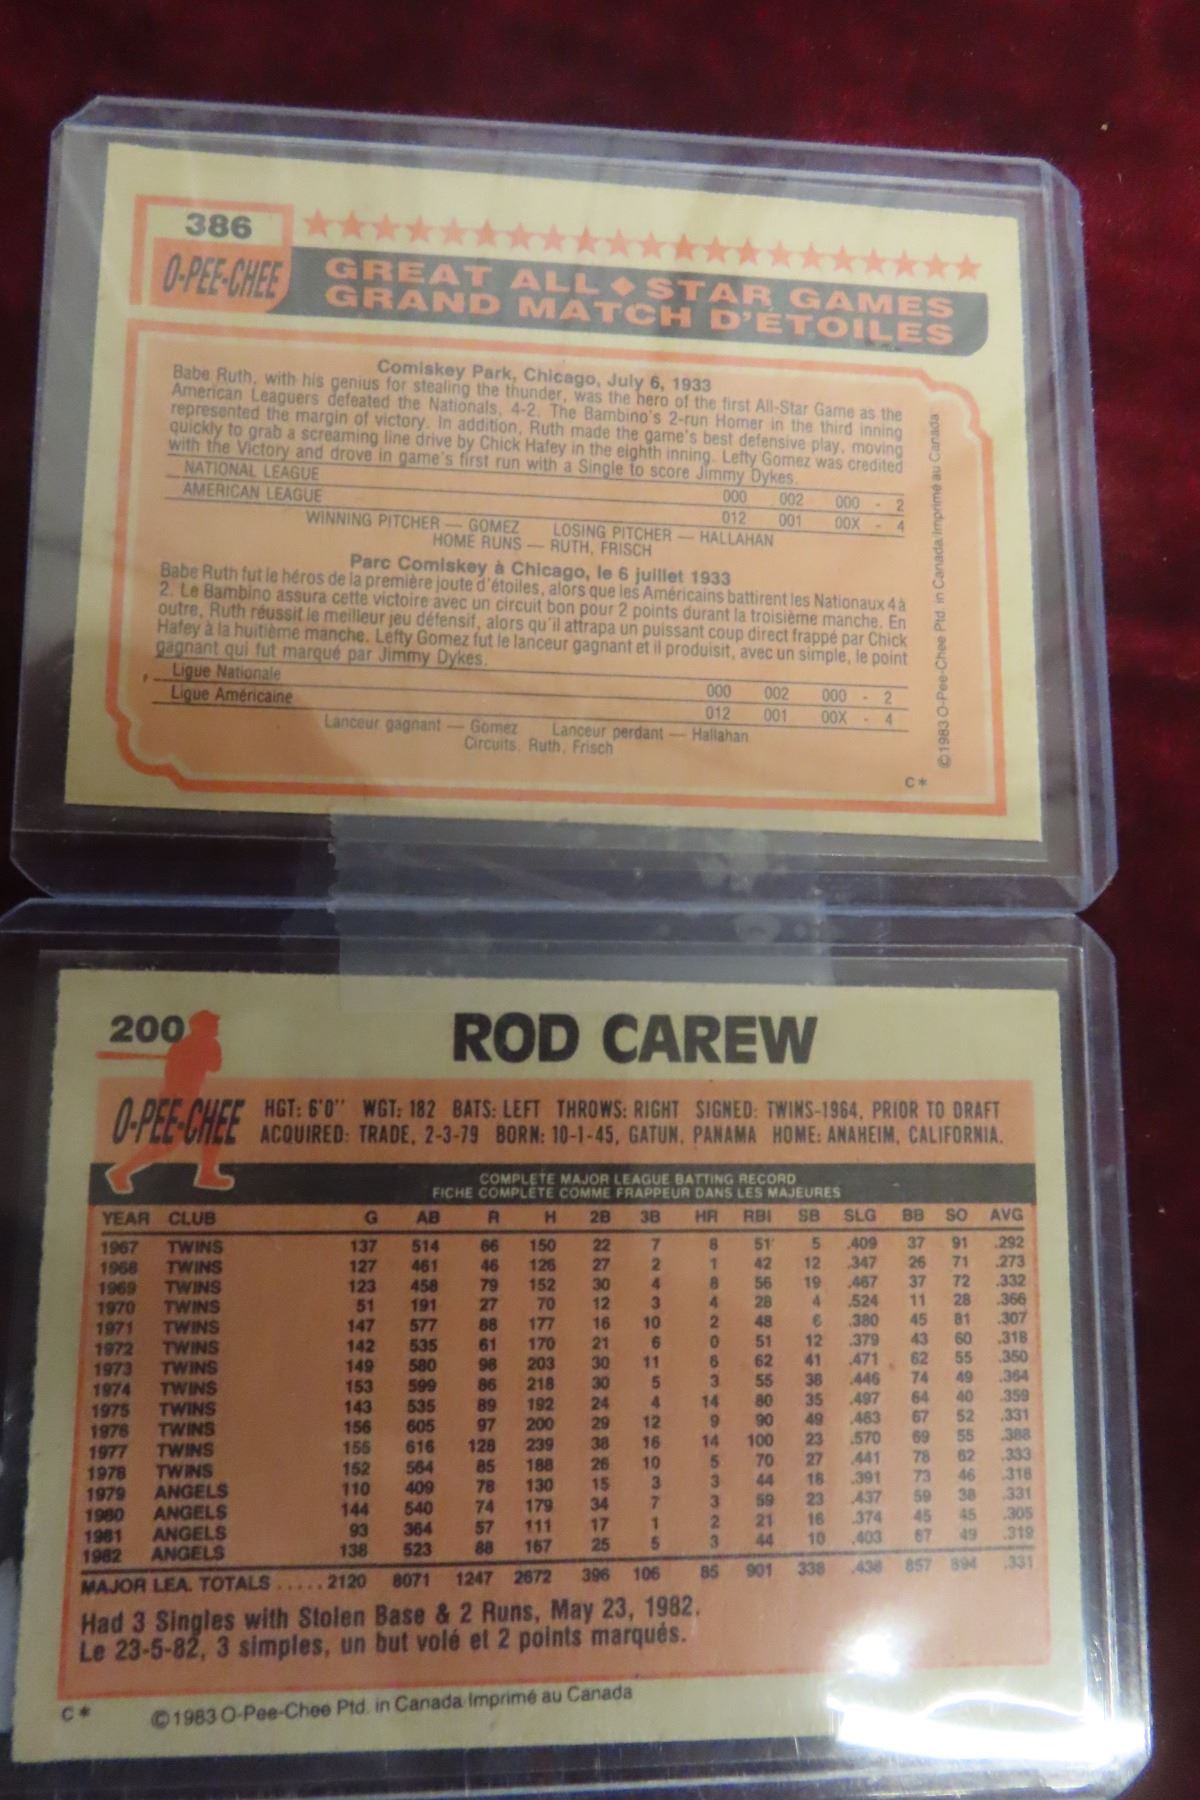 386
O-PEE-CHEE
GREAT ALL ◆ STAR GAMES
GRAND MATCH D'ÉTOILES
Comiskey Park, Chicago, July 6, 1933
Babe Ruth, with his genius for stealing the thunder, was the hero of the first All-Star Game as the
American Leaguers defeated the Nationals, 4-2. The Bambino's 2-run Homer in the third inning
represented the margin of victory. In addition, Ruth made the game's best defensive play, moving
quickly to grab a screaming line drive by Chick Hafey in the eighth inning. Lefty Gomez was credited
with the Victory and drove in game's first run with a Single to score Jimmy Dykes.
NATIONAL LEAGUE 000 002 000 - 2
AMERICAN LEAGUE 012 001 00X - 4
WINNING PITCHER — GOMEZ LOSING PITCHER — HALLAHAN
HOME RUNS — RUTH, FRISCH
Parc Comiskey à Chicago, le 6 juillet 1933
Babe Ruth fut le héros de la première joute d'étoiles, alors que les Américains battirent les Nationaux 4 à
2. Le Bambino assura cette victoire avec un circuit bon pour 2 points durant la troisième manche. En
outre, Ruth réussit le meilleur jeu défensif, alors qu'il attrapa un puissant coup direct frappé par Chick
Hafey à la huitième manche. Lefty Gomez fut le lanceur gagnant et il produisit, avec un simple, le point
gagnant qui fut marqué par Jimmy Dykes.
Ligue Nationale 000 002 000 - 2
Ligue Américaine 012 001 00X - 4
Lanceur gagnant — Gomez Lanceur perdant — Hallahan
Circuits, Ruth, Frisch
C*
©1983 O-Pee-Chee Ptd. in Canada/Imprimé au Canada
200
ROD CAREW
O-PEE-CHEE
HGT: 6'0" WGT: 182 BATS: LEFT THROWS: RIGHT SIGNED: TWINS-1964, PRIOR TO DRAFT
ACQUIRED: TRADE, 2-3-79 BORN: 10-1-45, GATUN, PANAMA HOME: ANAHEIM, CALIFORNIA.
COMPLETE MAJOR LEAGUE BATTING RECORD
FICHE COMPLÈTE COMME FRAPPEUR DANS LES MAJEURES
YEAR CLUB G AB R H 2B 3B HR RBI SB SLG BB SO AVG
1967 TWINS 137 514 66 150 22 7 8 51 5 .409 37 91 .292
1968 TWINS 127 461 46 126 27 2 1 42 12 .347 26 71 .273
1969 TWINS 123 458 79 152 30 4 8 56 19 .467 37 72 .332
1970 TWINS 51 191 27 70 12 3 4 28 4 .524 11 28 .366
1971 TWINS 147 577 88 177 16 10 2 48 6 .380 45 81 .307
1972 TWINS 142 535 61 170 21 6 0 51 12 .379 43 60 .318
1973 TWINS 149 580 98 203 30 11 6 62 41 .471 62 55 .350
1974 TWINS 153 599 86 218 30 5 3 55 38 .446 74 49 .364
1975 TWINS 143 535 89 192 24 4 14 80 35 .497 64 40 .359
1976 TWINS 156 605 97 200 29 12 9 90 49 .463 67 52 .331
1977 TWINS 155 616 128 239 38 16 14 100 23 .570 69 55 .388
1978 TWINS 152 564 85 188 26 10 5 70 27 .441 78 62 .333
1979 ANGELS 110 409 78 130 15 3 3 44 18 .391 73 46 .318
1980 ANGELS 144 540 74 179 34 7 3 59 23 .437 59 38 .331
1981 ANGELS 93 364 57 111 17 1 2 21 16 .374 45 45 .305
1982 ANGELS 138 523 88 167 25 5 3 44 10 .403 67 49 .319
MAJOR LEA. TOTALS ..... 2120 8071 1247 2672 396 106 85 901 338 .436 857 894 .331
Had 3 Singles with Stolen Base & 2 Runs, May 23, 1982.
Le 23-5-82, 3 simples, un but volé et 2 points marqués.
C* ©1983 O-Pee-Chee Ptd. in Canada/Imprimé au Canada